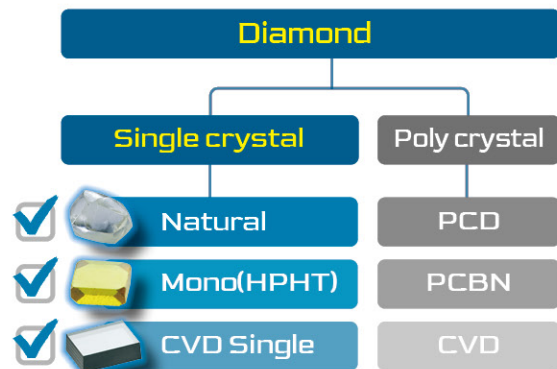 Diamond
Single crystal
Poly crystal
Natural
PCD
Mono(HPHT)
PCBN
CVD Single
CVD